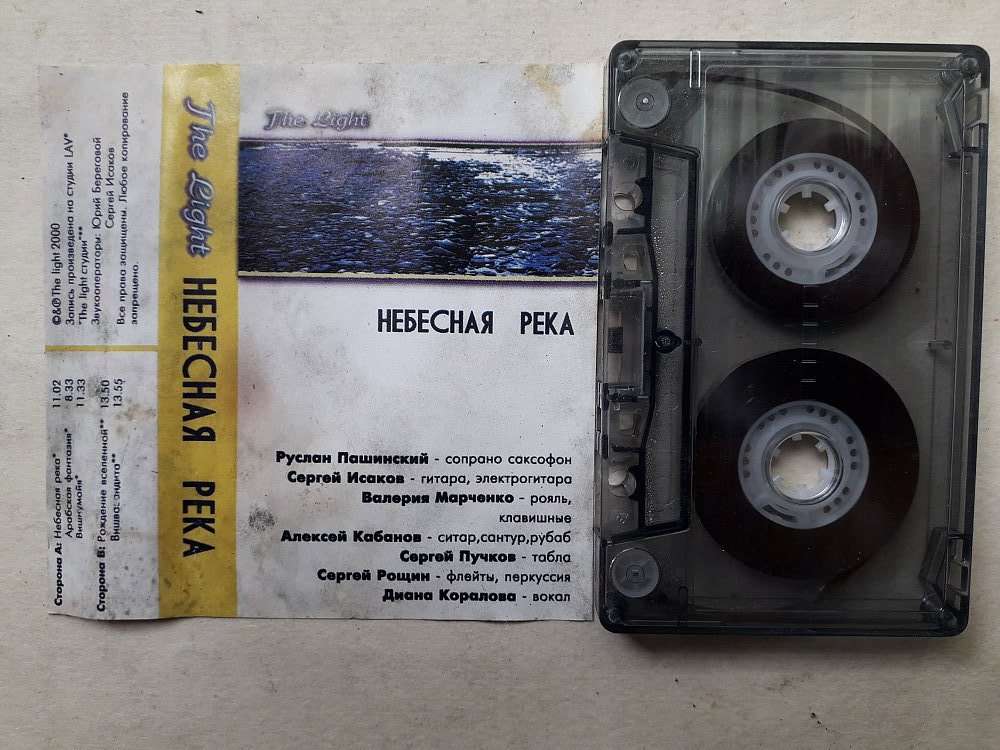 The Light
НЕБЕСНАЯ РЕКА
Руслан Пашинский - сопрано саксофон
Сергей Исаков - гитара, электрогитара
Валерия Марченко - рояль,
клавишные
Алексей Кабанов - ситар,сантур,рубаб
Сергей Пучков - табла
Сергей Рощин - флейты, перкуссия
Диана Коралова - вокал
The Light НЕБЕСНАЯ РЕКА
©&℗The light 2000
Запись произведена на студии LAV*
"The light студии"**
Звукооператоры: Юрий Береговой
Сергей Исаков
Все права защищены. Любое копирование
запрещено.
Сторона А: Небесная река* 11.02
Арабская фантазия* 8.33
Вишнумайя* 11.33
Сторона В: Рождение вселенной** 13.50
13.55